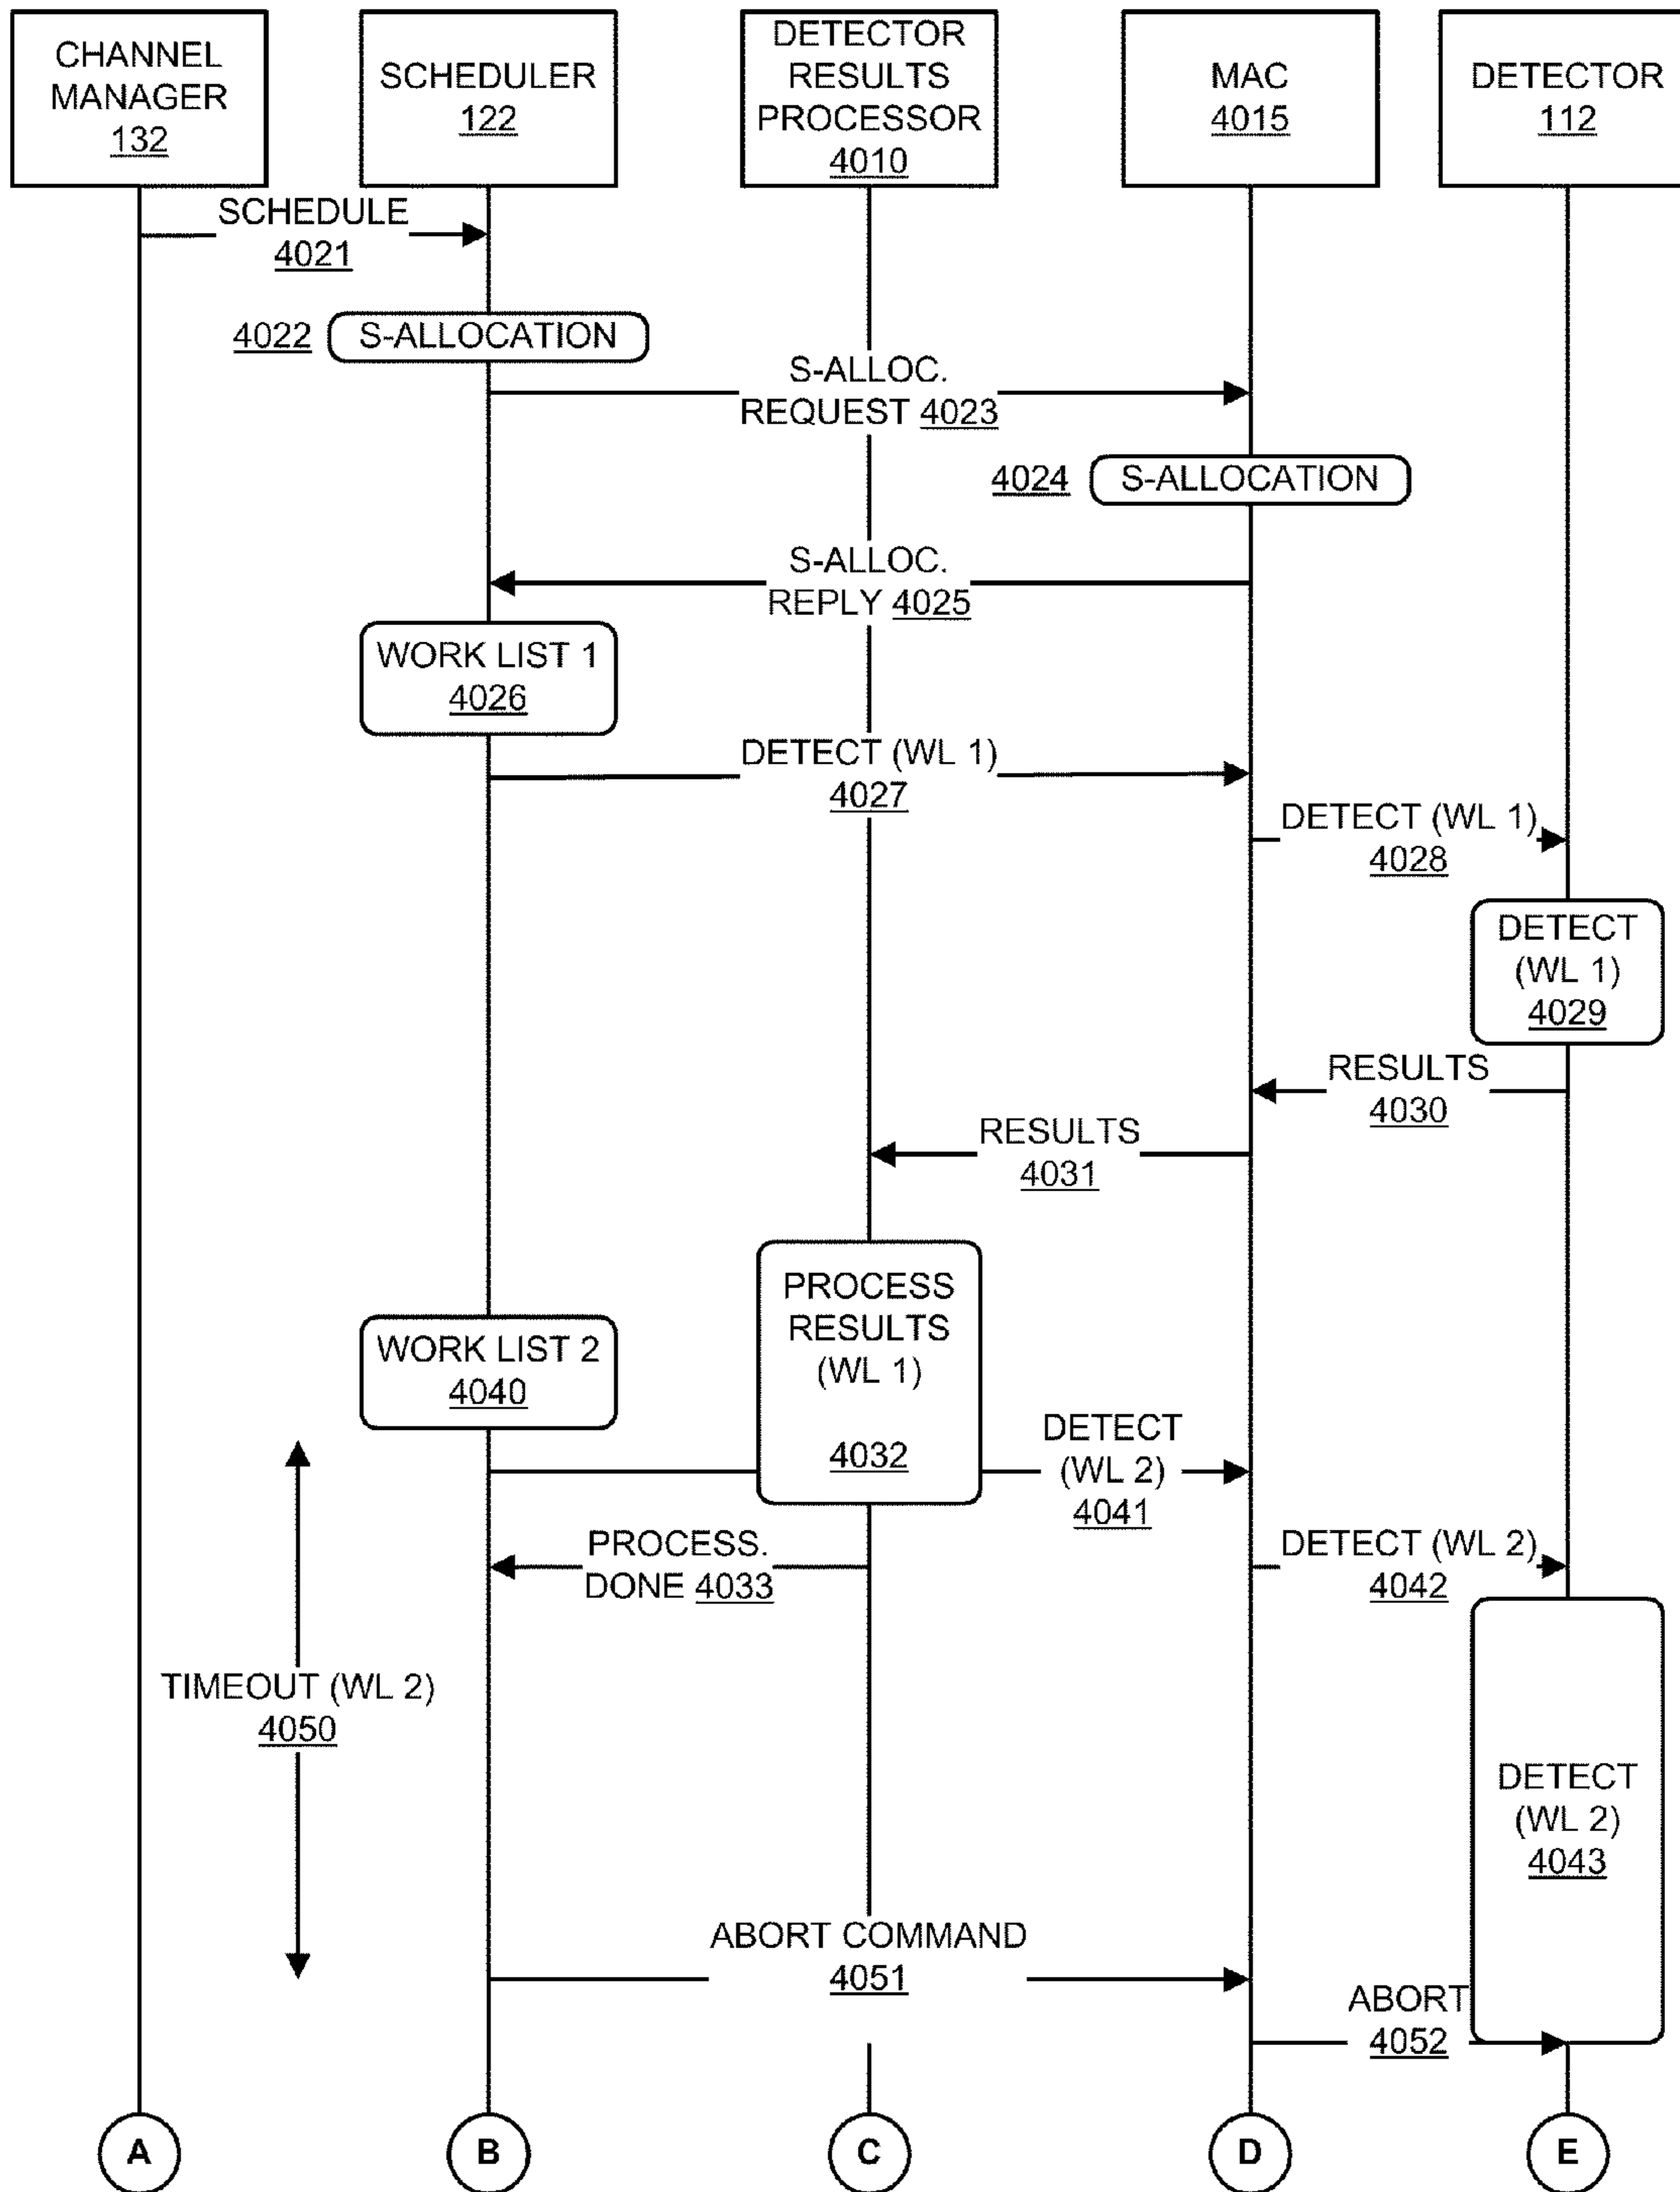 CHANNEL
MANAGER
132
SCHEDULER
122
DETECTOR
RESULTS
PROCESSOR
4010
MAC
4015
DETECTOR
112
SCHEDULE
4021
4022
S-ALLOCATION
S-ALLOC.
REQUEST 4023
4024
S-ALLOCATION
S-ALLOC.
REPLY 4025
WORK LIST 1
4026
DETECT (WL 1)
4027
DETECT (WL 1)
4028
DETECT
(WL 1)
4029
RESULTS
4030
RESULTS
4031
PROCESS
RESULTS
(WL 1)
4032
WORK LIST 2
4040
DETECT
(WL 2)
4041
PROCESS.
DONE 4033
DETECT (WL 2)
4042
TIMEOUT (WL 2)
4050
DETECT
(WL 2)
4043
ABORT COMMAND
4051
ABORT
4052
A
B
C
D
E